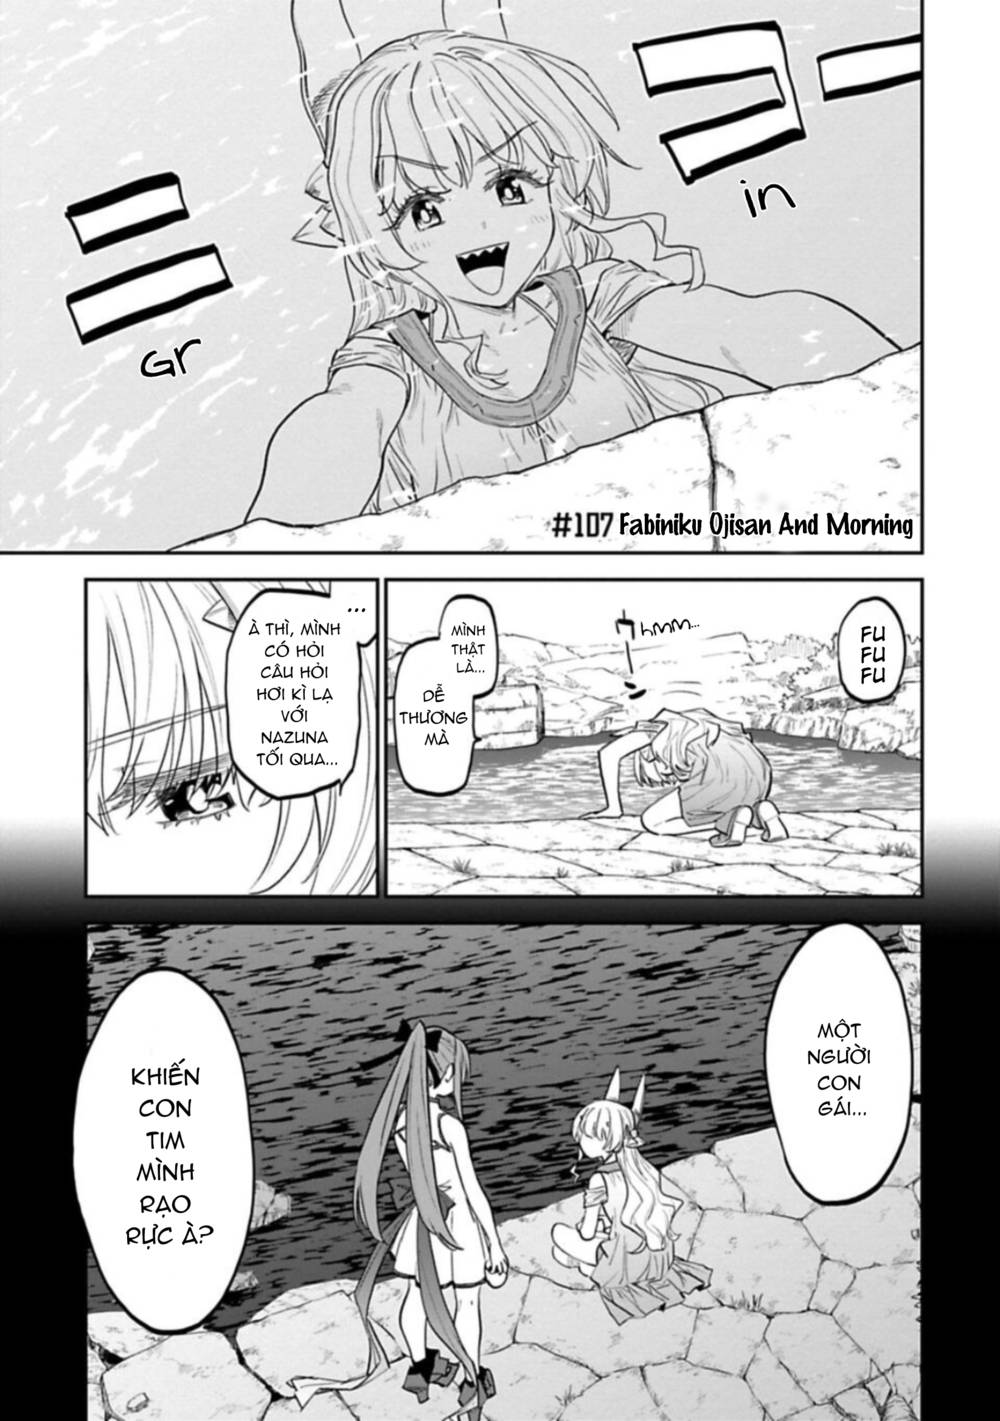 ニコー
in
ニ
Gr
#107 Fabiniku Ojisan And Morning
FU
FU
FU
hmm...
MÌNH
THẬT
LÀ...
DỄ
THƯƠNG
MÀ
...
À THÌ, MÌNH
CÓ HỎI
CÂU HỎI
HƠI KÌ LẠ
VỚI
NAZUNA
TỐI QUA...
MỘT
NGƯỜI
CON
GÁI...
KHIẾN
CON
TIM
MÌNH
RẠO
RỰC À?